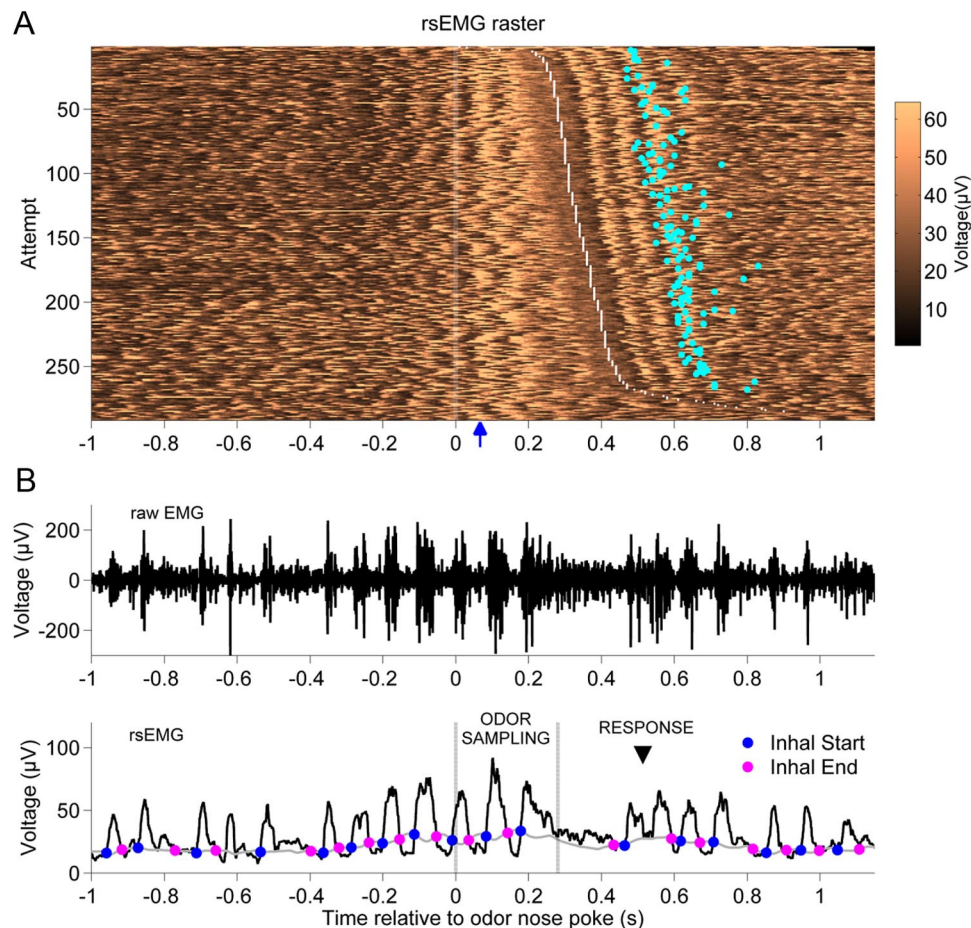 A
rsEMG raster
50
100
150
200
250
Attempt
-1 -0.8 -0.6 -0.4 -0.2 0 0.2 0.4 0.6 0.8 1
60
50
40
30
20
10
Voltage(µV)
B
raw EMG
200
0
-200
Voltage (µV)
-1 -0.8 -0.6 -0.4 -0.2 0 0.2 0.4 0.6 0.8 1
rsEMG
ODOR
SAMPLING
RESPONSE
Inhal Start
Inhal End
100
50
0
Voltage (µV)
-1 -0.8 -0.6 -0.4 -0.2 0 0.2 0.4 0.6 0.8 1
Time relative to odor nose poke (s)